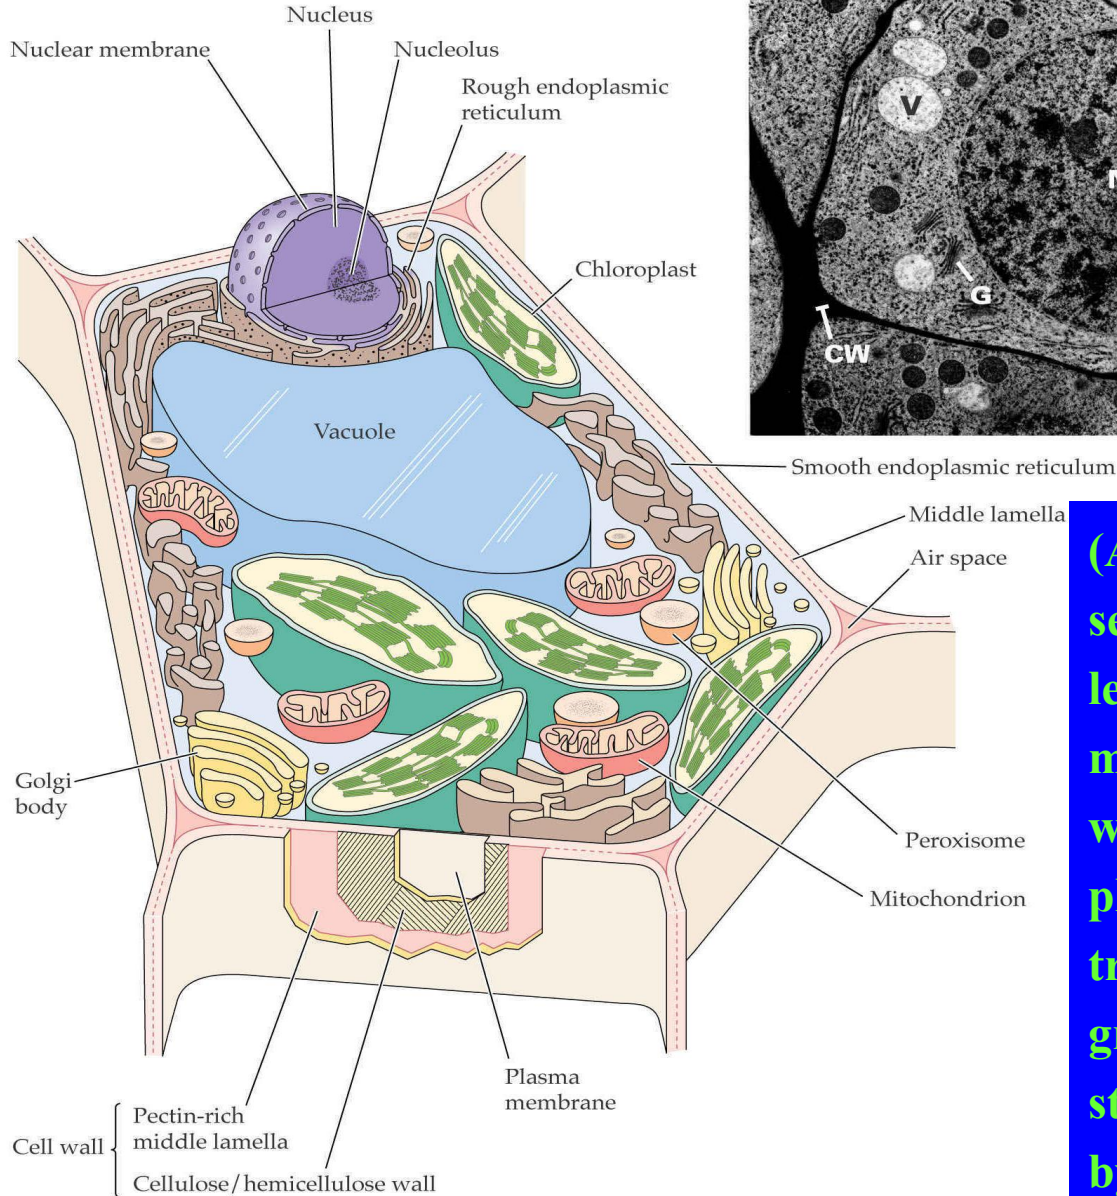 Nucleus
Nuclear membrane
Nucleolus
Rough endoplasmic
reticulum
Chloroplast
Vacuole
Smooth endoplasmic reticulum
Middle lamella
Air space
Golgi
body
Peroxisome
Mitochondrion
Plasma
membrane
Cell wall
Pectin-rich
middle lamella
Cellulose/hemicellulose wall
V
N
G
CW